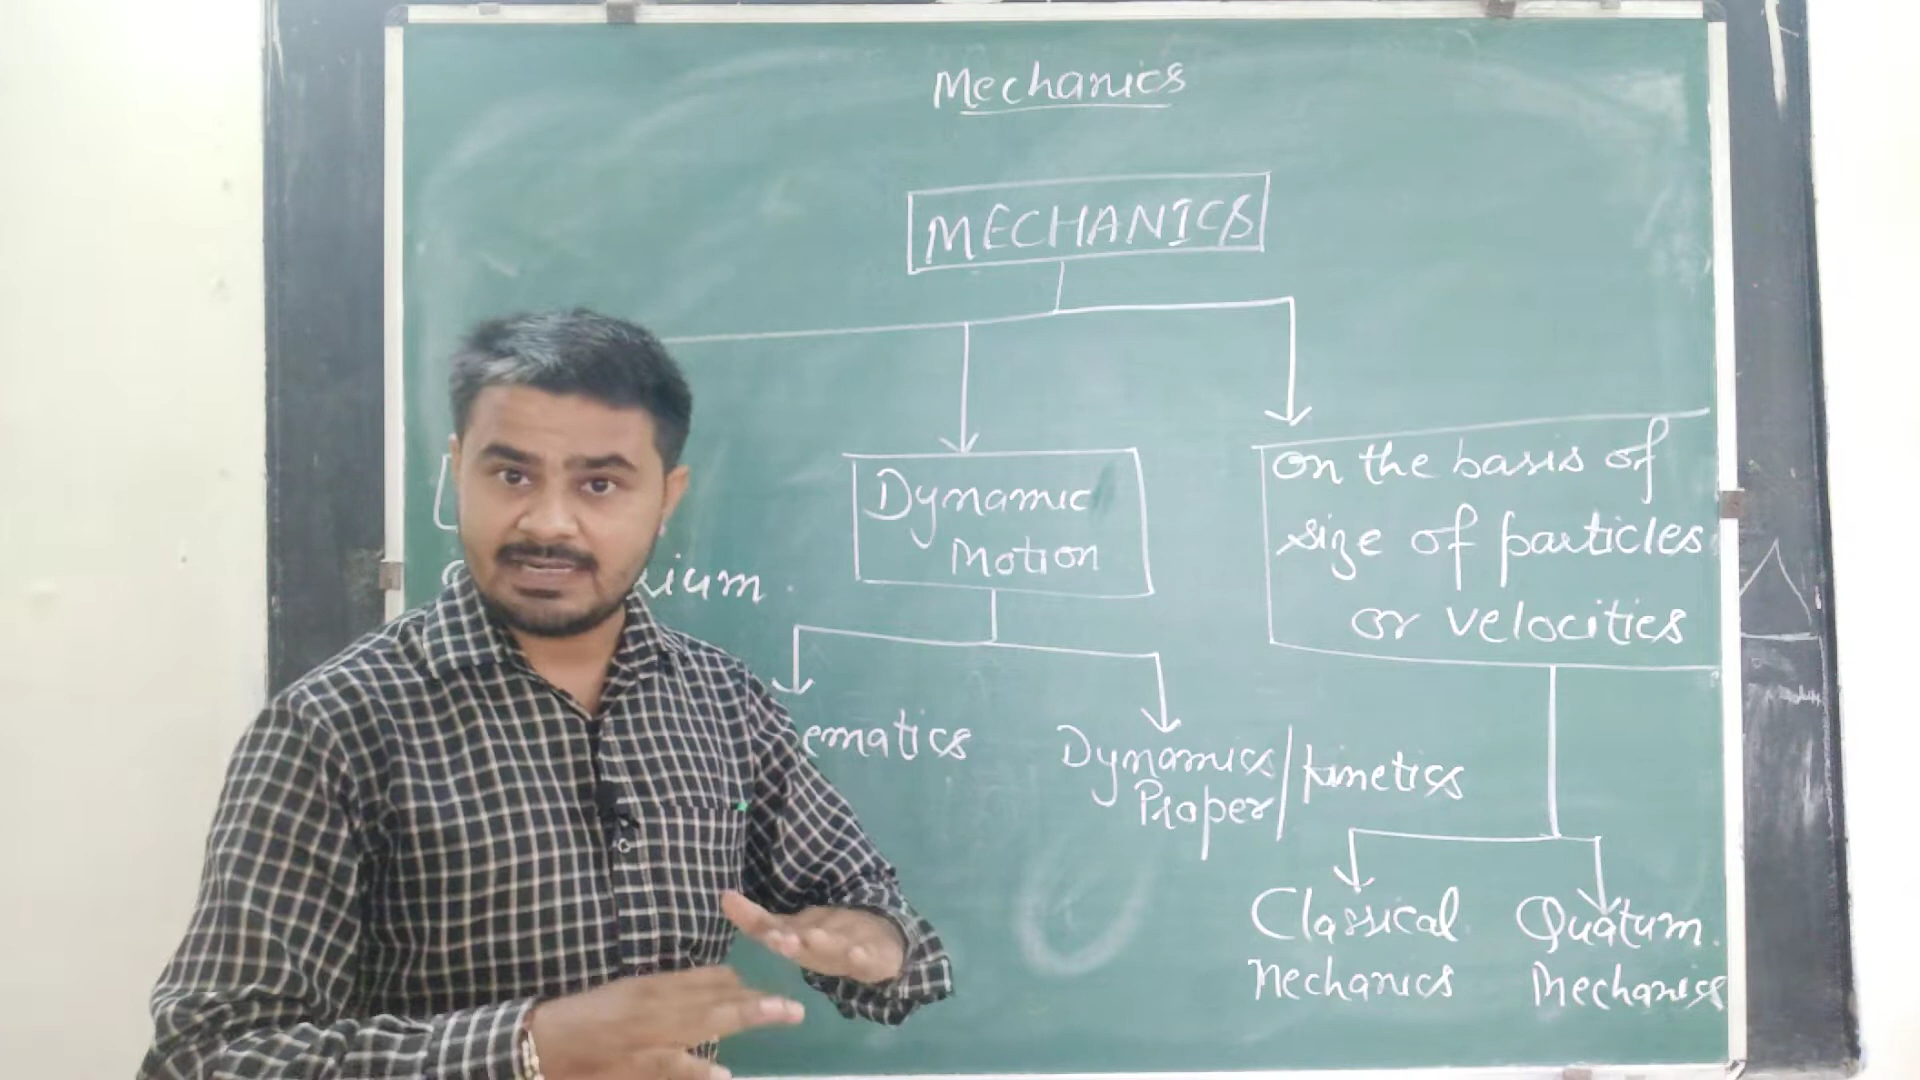 Mechanics
MECHANICS
Dynamic
Motion
on the basis of
size of particles
or velocities
ematics
Dynamics/kinetics
Proper
Classical
Mechanics
Quatum
Mechanics